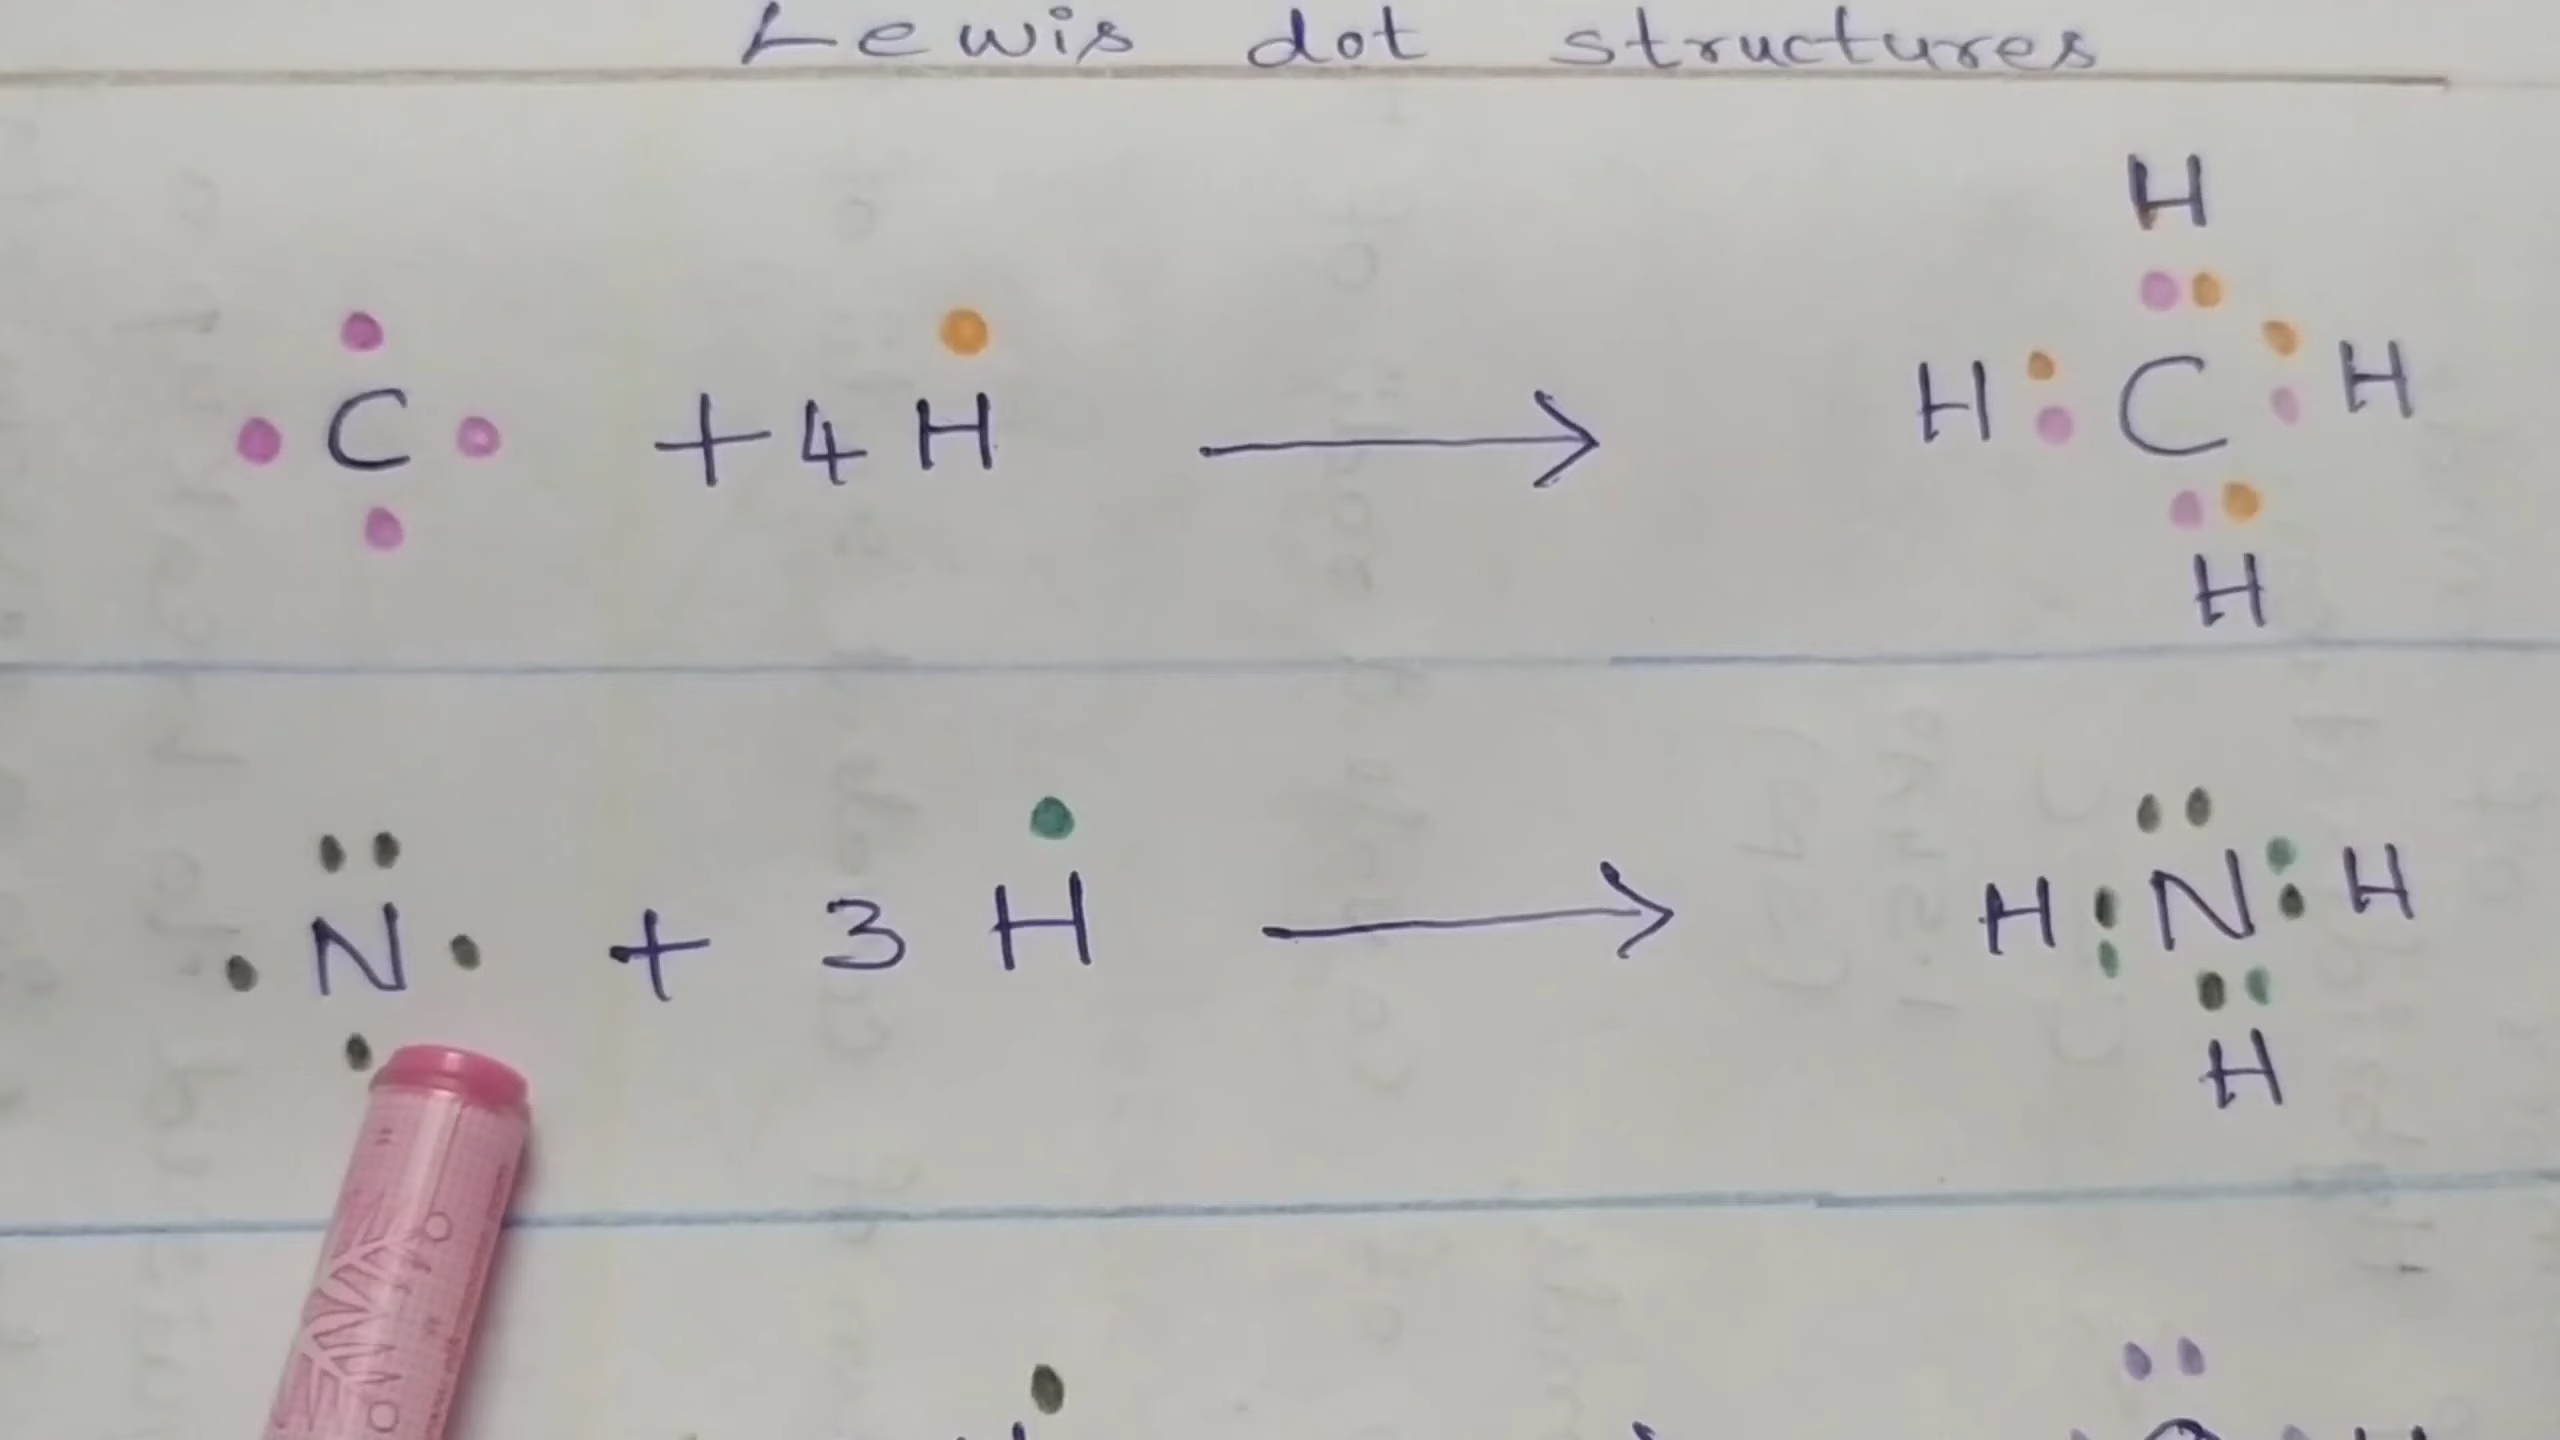 Lewis dot structures
H
C + 4 H → H C H
H
N + 3 H → H N H
H